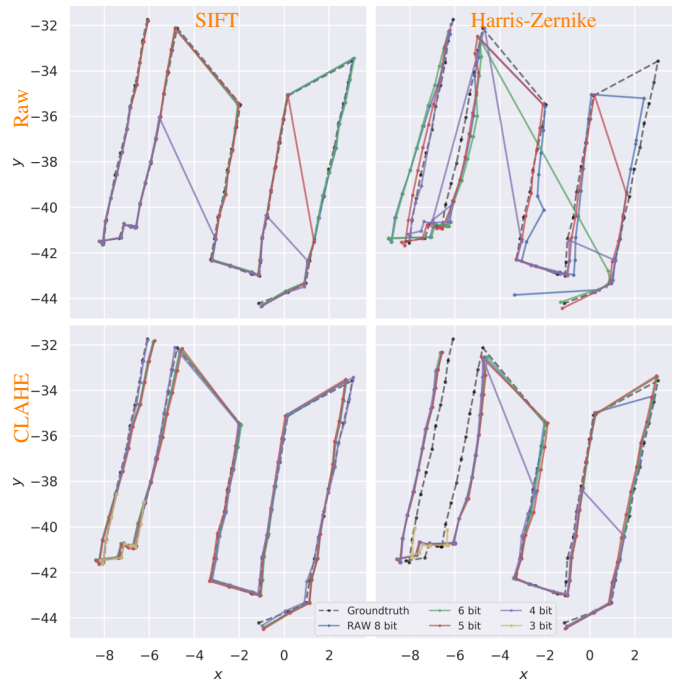 SIFT
Harris-Zernike
Raw
−32
−34
−36
−38
−40
−42
−44
y
CLAHE
−32
−34
−36
−38
−40
−42
−44
y
Groundtruth
RAW 8 bit
6 bit
5 bit
4 bit
3 bit
−8 −6 −4 −2 0 2
x
−8 −6 −4 −2 0 2
x